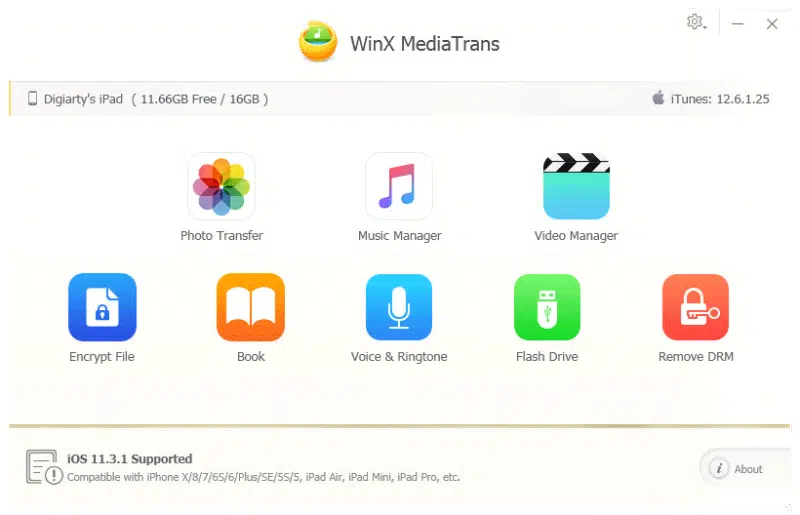 WinX MediaTrans
Digiarty's iPad ( 11.66GB Free / 16GB )
iTunes: 12.6.1.25
Photo Transfer
Music Manager
Video Manager
Encrypt File
Book
Voice & Ringtone
Flash Drive
Remove DRM
iOS 11.3.1 Supported
Compatible with iPhone X/8/7/6S/6/Plus/SE/5S/5, iPad Air, iPad Mini, iPad Pro, etc.
i About